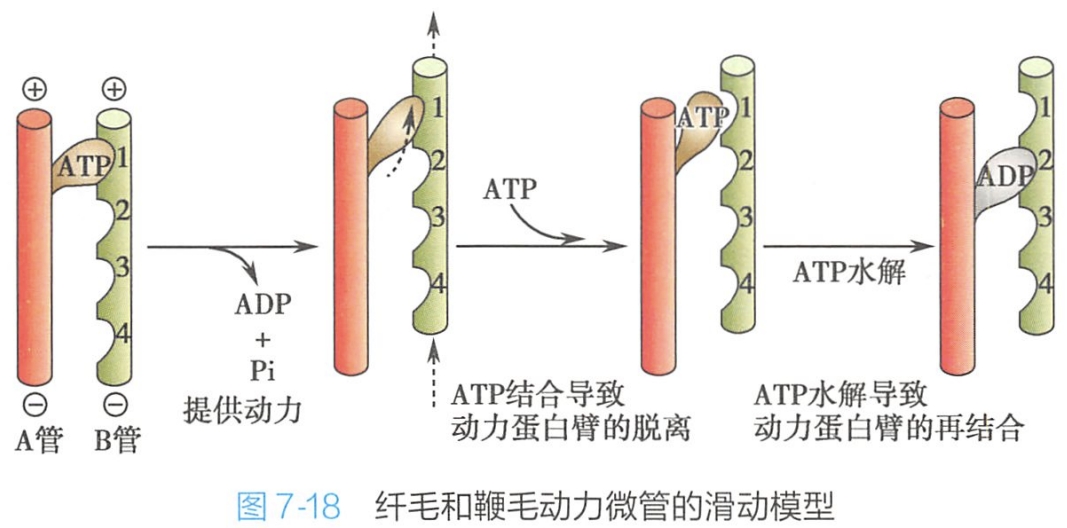 ⊕ ⊕
ATP
1
2
3
4
⊖ ⊖
A管 B管
ADP
+
Pi
提供动力
1
2
3
4
ATP
ATP结合导致
动力蛋白臂的脱离
ATP
1
2
3
4
ATP水解
ATP水解导致
动力蛋白臂的再结合
ADP
1
2
3
4
图 7-18 纤毛和鞭毛动力微管的滑动模型